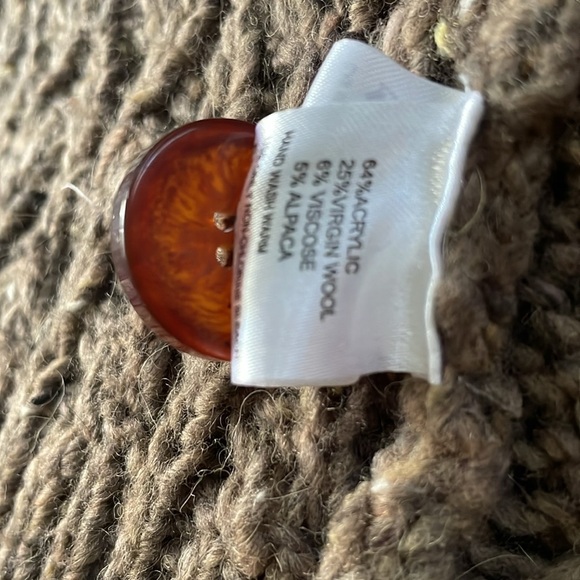 64%ACRYLIC
25%VIRGIN WOOL
6% VISCOSE
5% ALPACA
HAND WASH WARM